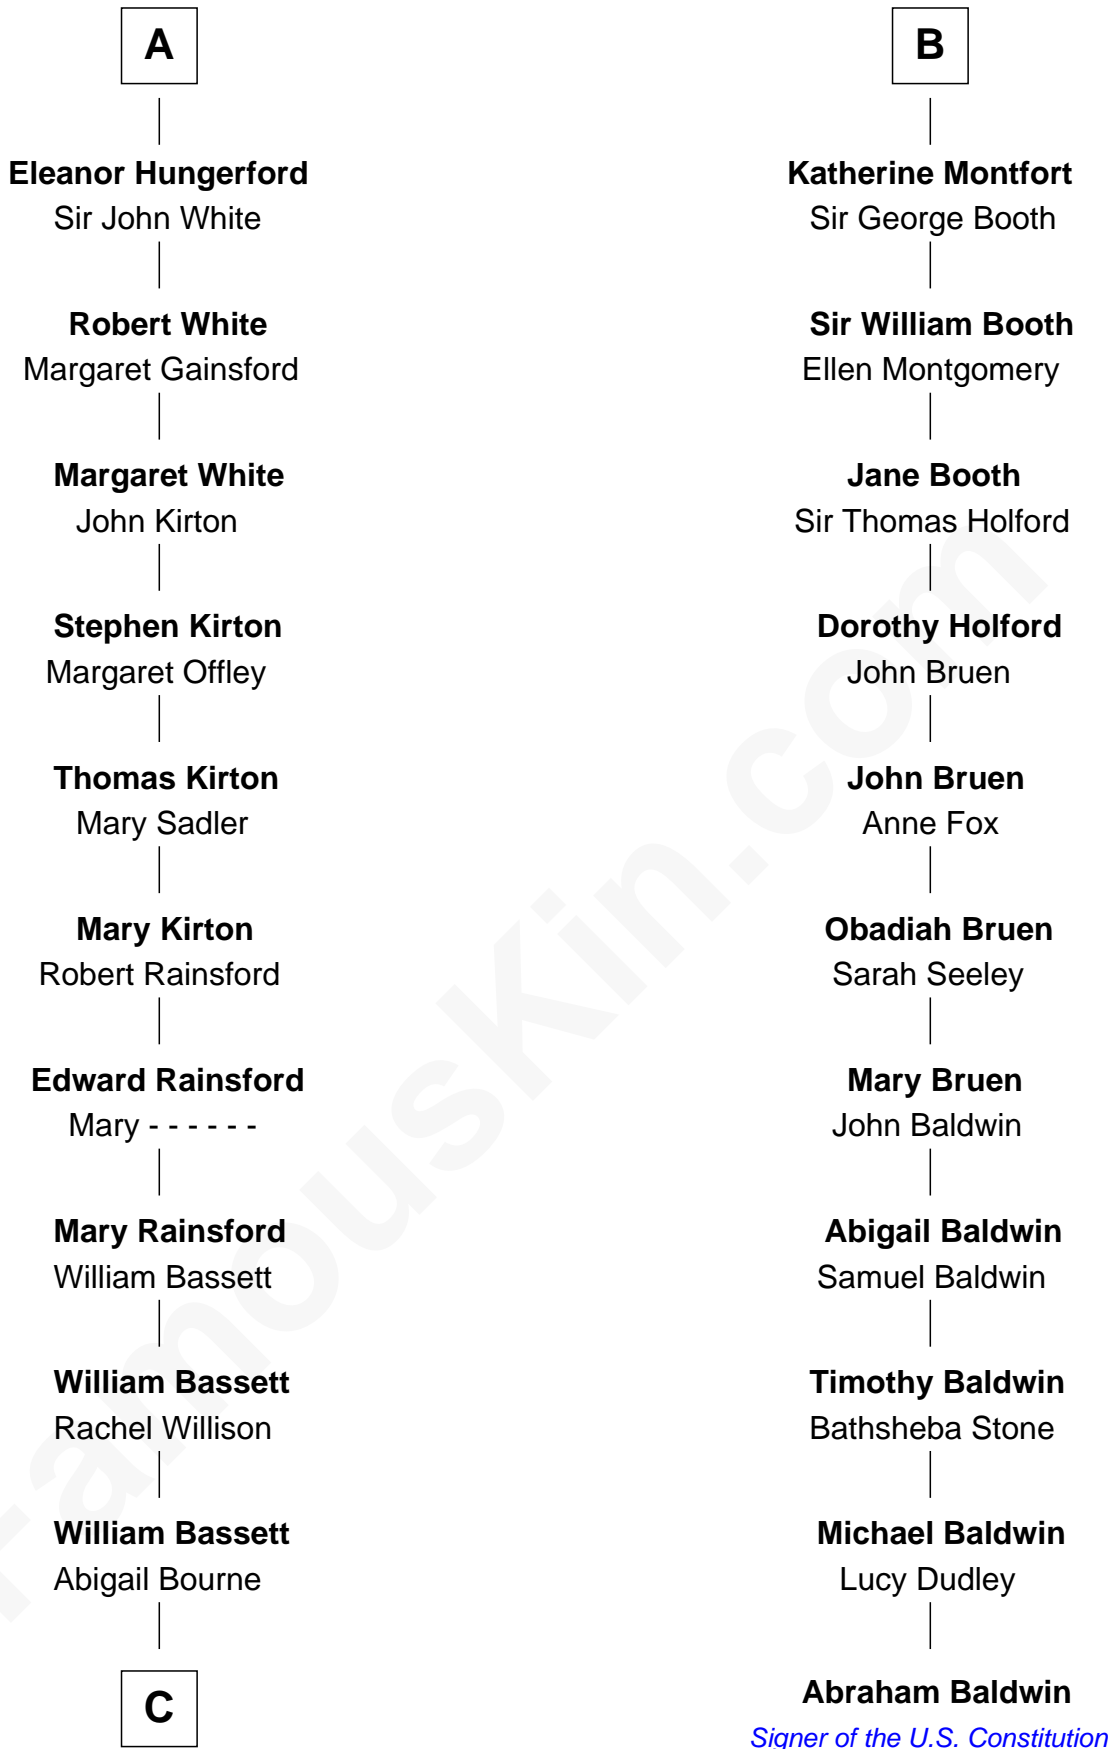 A
Eleanor Hungerford
Sir John White
Robert White
Margaret Gainsford
Margaret White
John Kirton
Stephen Kirton
Margaret Offley
Thomas Kirton
Mary Sadler
Mary Kirton
Robert Rainsford
Edward Rainsford
Mary - - - - - -
Mary Rainsford
William Bassett
William Bassett
Rachel Willison
William Bassett
Abigail Bourne
C
B
Katherine Montfort
Sir George Booth
Sir William Booth
Ellen Montgomery
Jane Booth
Sir Thomas Holford
Dorothy Holford
John Bruen
John Bruen
Anne Fox
Obadiah Bruen
Sarah Seeley
Mary Bruen
John Baldwin
Abigail Baldwin
Samuel Baldwin
Timothy Baldwin
Bathsheba Stone
Michael Baldwin
Lucy Dudley
Abraham Baldwin
Signer of the U.S. Constitution
FamousKin.com